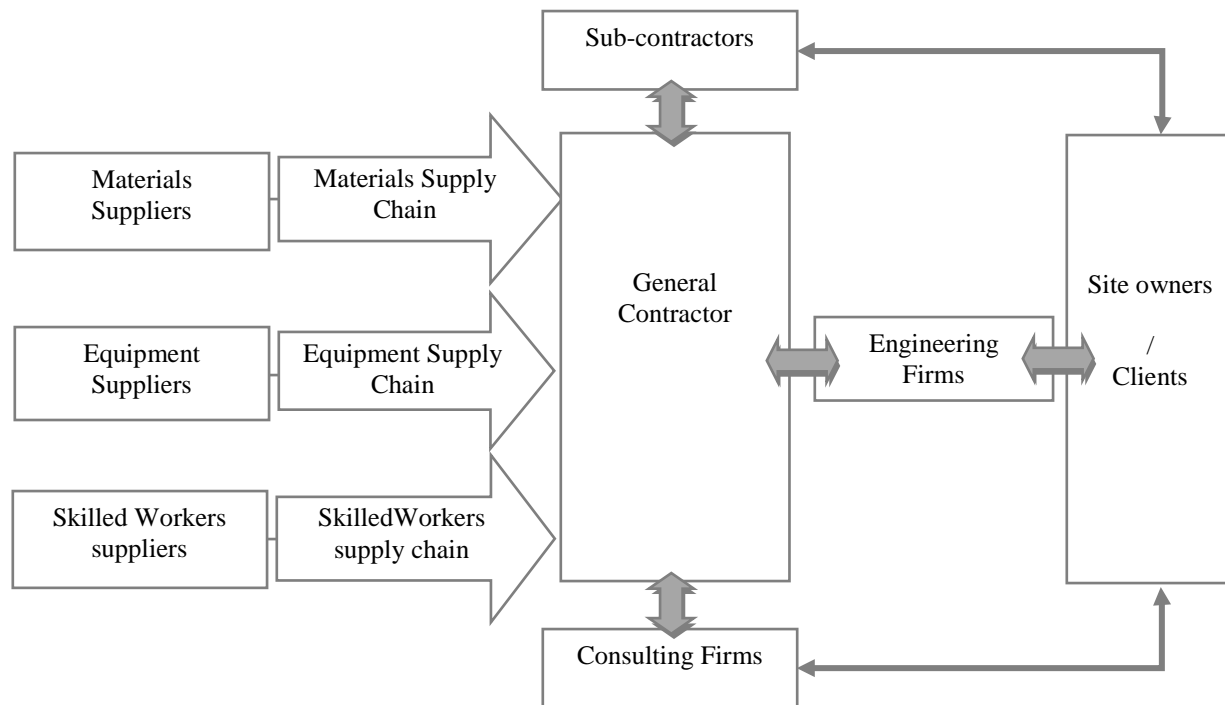 Sub-contractors
Materials
Suppliers
Materials Supply
Chain
General
Contractor
Site owners
/
Clients
Equipment
Suppliers
Equipment Supply
Chain
Engineering
Firms
Skilled Workers
suppliers
SkilledWorkers
supply chain
Consulting Firms